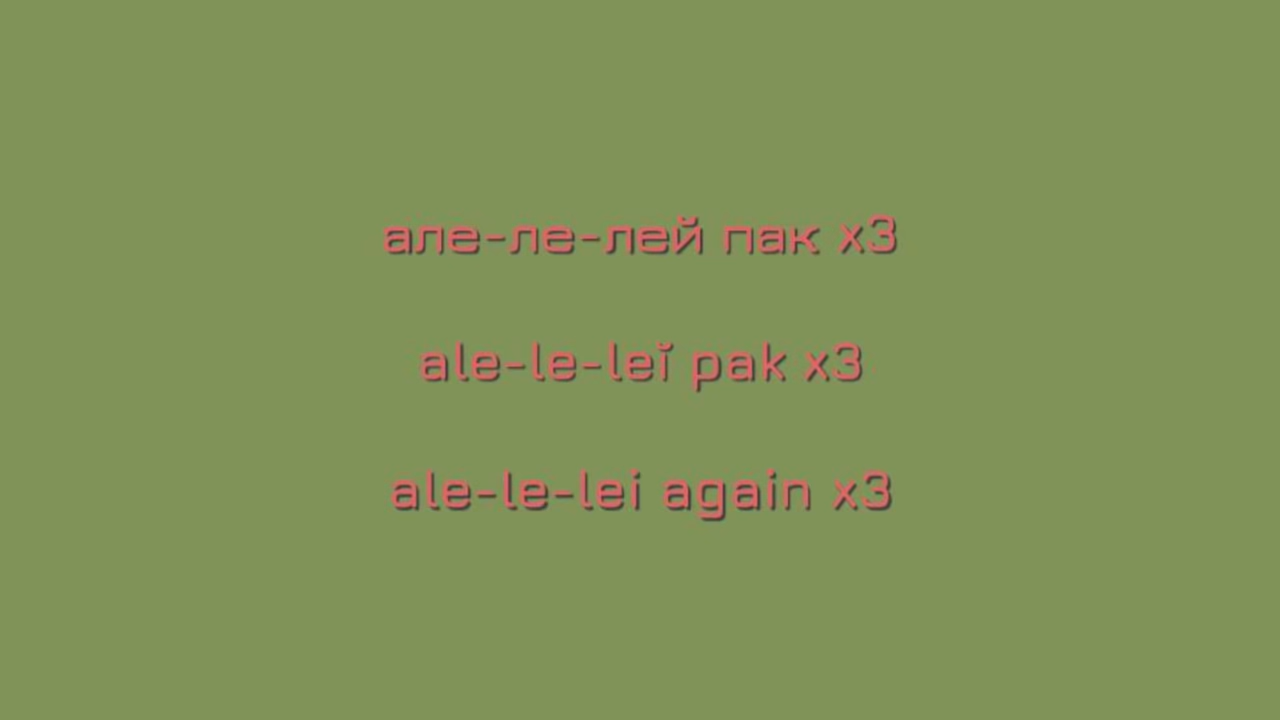 але-ле-лей пак x3
ale-le-leĭ pak x3
ale-le-lei again x3